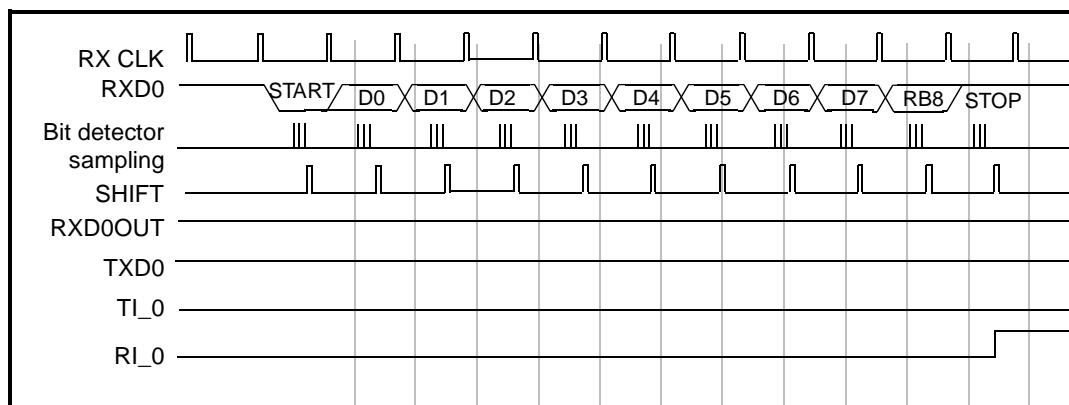 RX CLK
RXD0
START D0 D1 D2 D3 D4 D5 D6 D7 RB8 STOP
Bit detector
sampling
SHIFT
RXD0OUT
TXD0
TI_0
RI_0